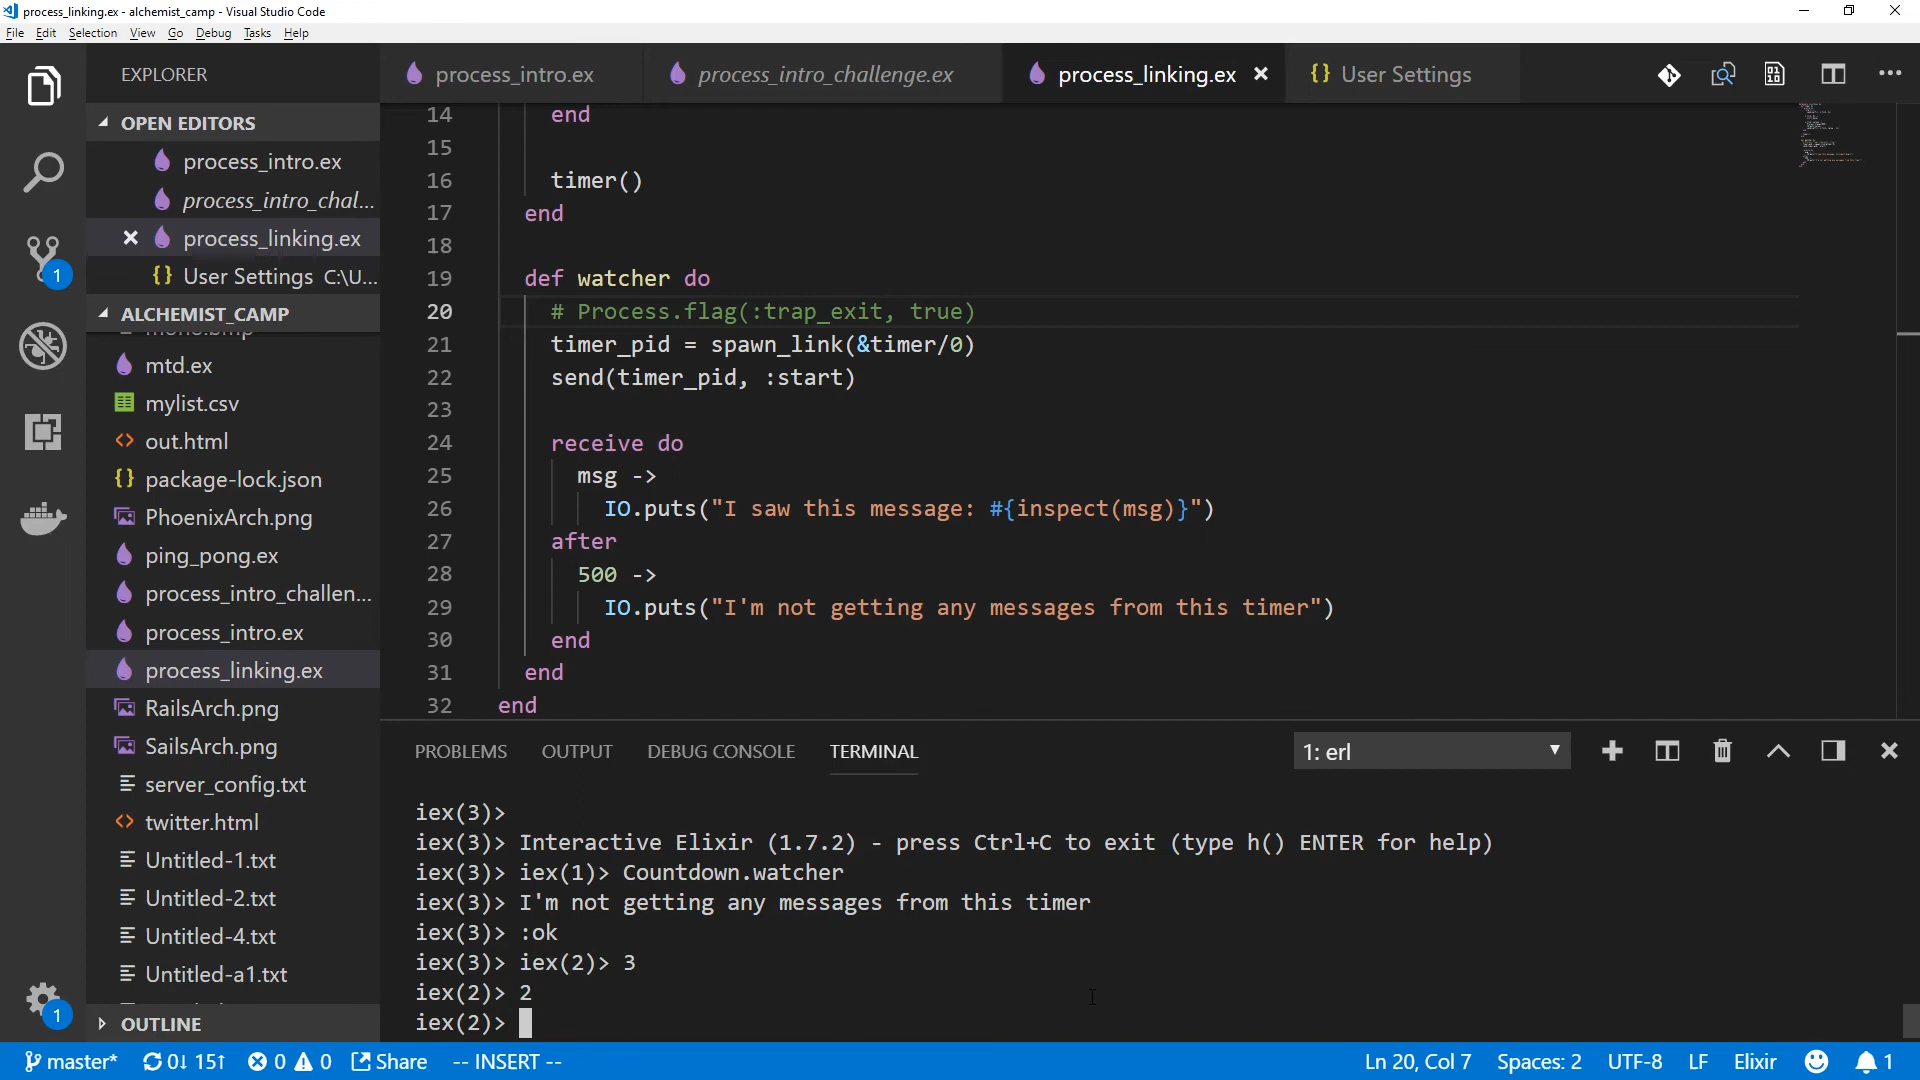 process_linking.ex - alchemist_camp - Visual Studio Code
File Edit Selection View Go Debug Tasks Help
EXPLORER
OPEN EDITORS
process_intro.ex
process_intro_chal...
process_linking.ex
User Settings C:\U...
ALCHEMIST_CAMP
mtd.ex
mylist.csv
out.html
package-lock.json
PhoenixArch.png
ping_pong.ex
process_intro_challen...
process_intro.ex
process_linking.ex
RailsArch.png
SailsArch.png
server_config.txt
twitter.html
Untitled-1.txt
Untitled-2.txt
Untitled-4.txt
Untitled-a1.txt
OUTLINE
process_intro.ex process_intro_challenge.ex process_linking.ex User Settings
14 end
15
16 timer()
17 end
18
19 def watcher do
20 # Process.flag(:trap_exit, true)
21 timer_pid = spawn_link(&timer/0)
22 send(timer_pid, :start)
23
24 receive do
25 msg ->
26 IO.puts("I saw this message: #{inspect(msg)}")
27 after
28 500 ->
29 IO.puts("I'm not getting any messages from this timer")
30 end
31 end
32 end
PROBLEMS OUTPUT DEBUG CONSOLE TERMINAL 1: erl
iex(3)>
iex(3)> Interactive Elixir (1.7.2) - press Ctrl+C to exit (type h() ENTER for help)
iex(3)> iex(1)> Countdown.watcher
iex(3)> I'm not getting any messages from this timer
iex(3)> :ok
iex(3)> iex(2)> 3
iex(2)> 2
iex(2)>
1
1
master* 0↓ 15↑ 0 0 Share -- INSERT -- Ln 20, Col 7 Spaces: 2 UTF-8 LF Elixir 1